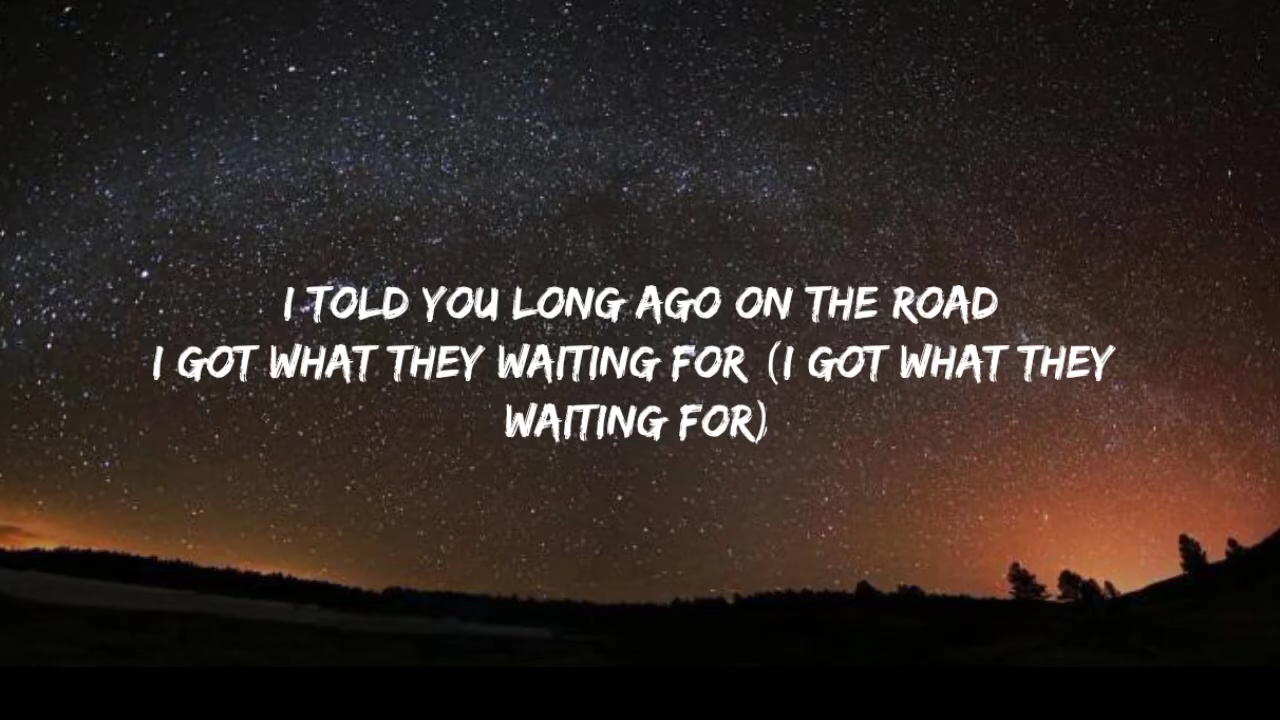 I TOLD YOU LONG AGO ON THE ROAD
I GOT WHAT THEY WAITING FOR (I GOT WHAT THEY
WAITING FOR)